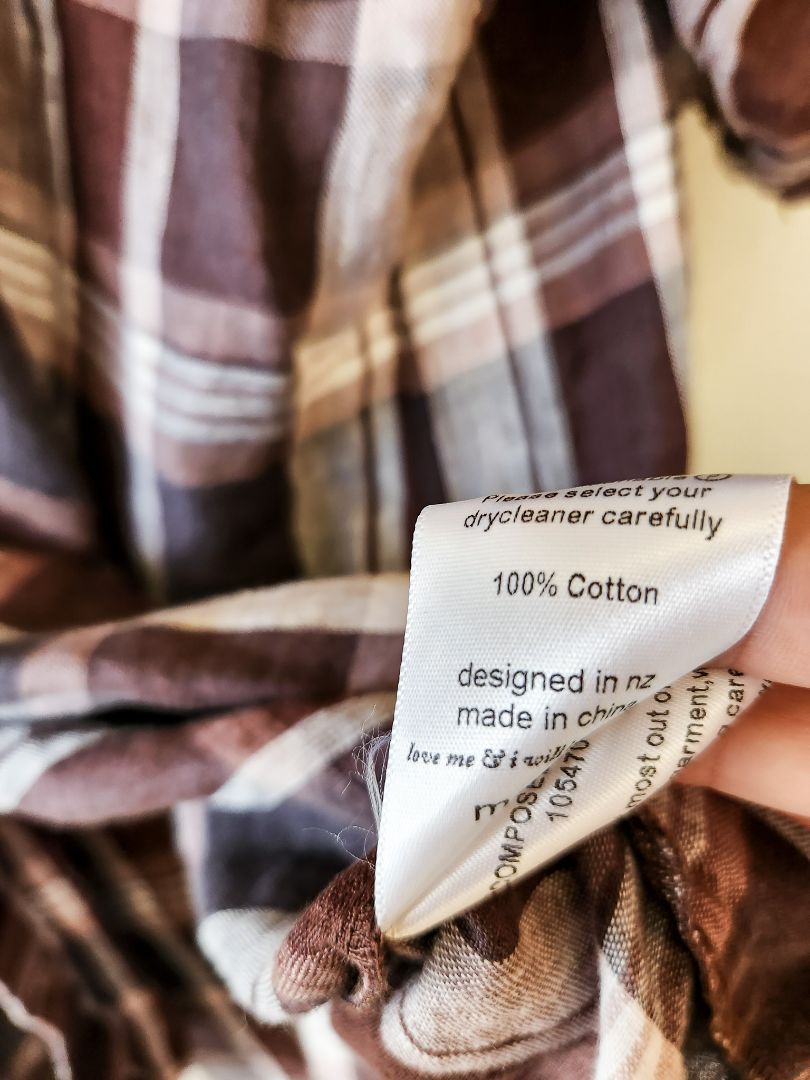 Please select your
drycleaner carefully
100% Cotton
designed in nz
made in china
love me & i will
COMPOSE
105470
most out o
garment, w
care